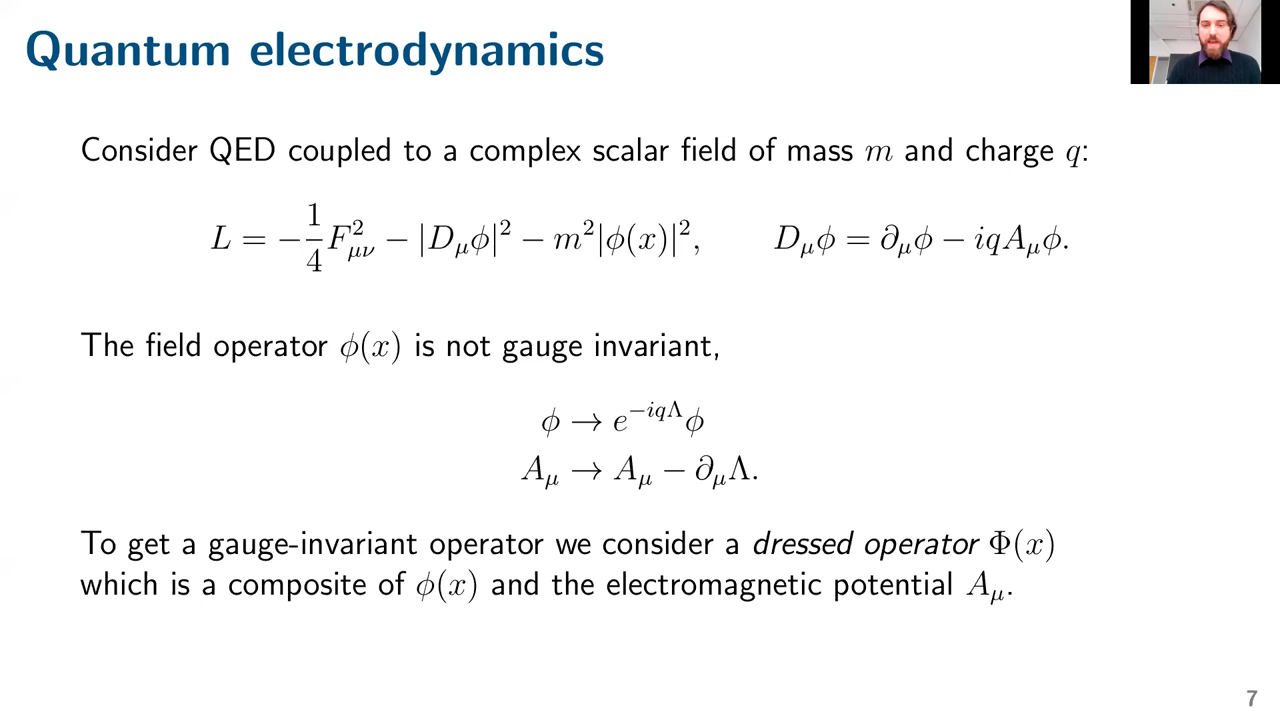 Quantum electrodynamics
Consider QED coupled to a complex scalar field of mass m and charge q:
L = −\frac{1}{4}F^2_{μν} − |D_μϕ|^2 − m^2|ϕ(x)|^2, D_μϕ = ∂_μϕ − iqA_μϕ.
The field operator ϕ(x) is not gauge invariant,
ϕ → e^{−iqΛ}ϕ
A_μ → A_μ − ∂_μΛ.
To get a gauge-invariant operator we consider a dressed operator Φ(x)
which is a composite of ϕ(x) and the electromagnetic potential A_μ.
7